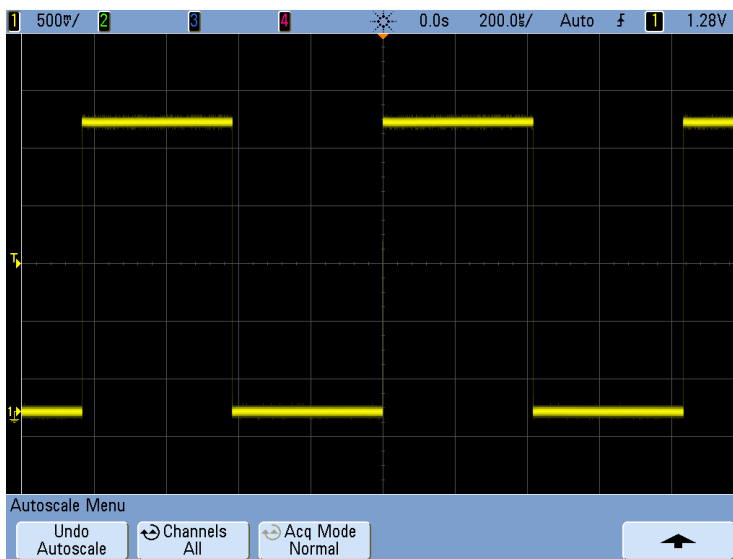 1 500mV/ 2 3 4 0.0s 200.0µs/ Auto 1 1.28V
T
1
Autoscale Menu
Undo Autoscale
Channels All
Acq Mode Normal